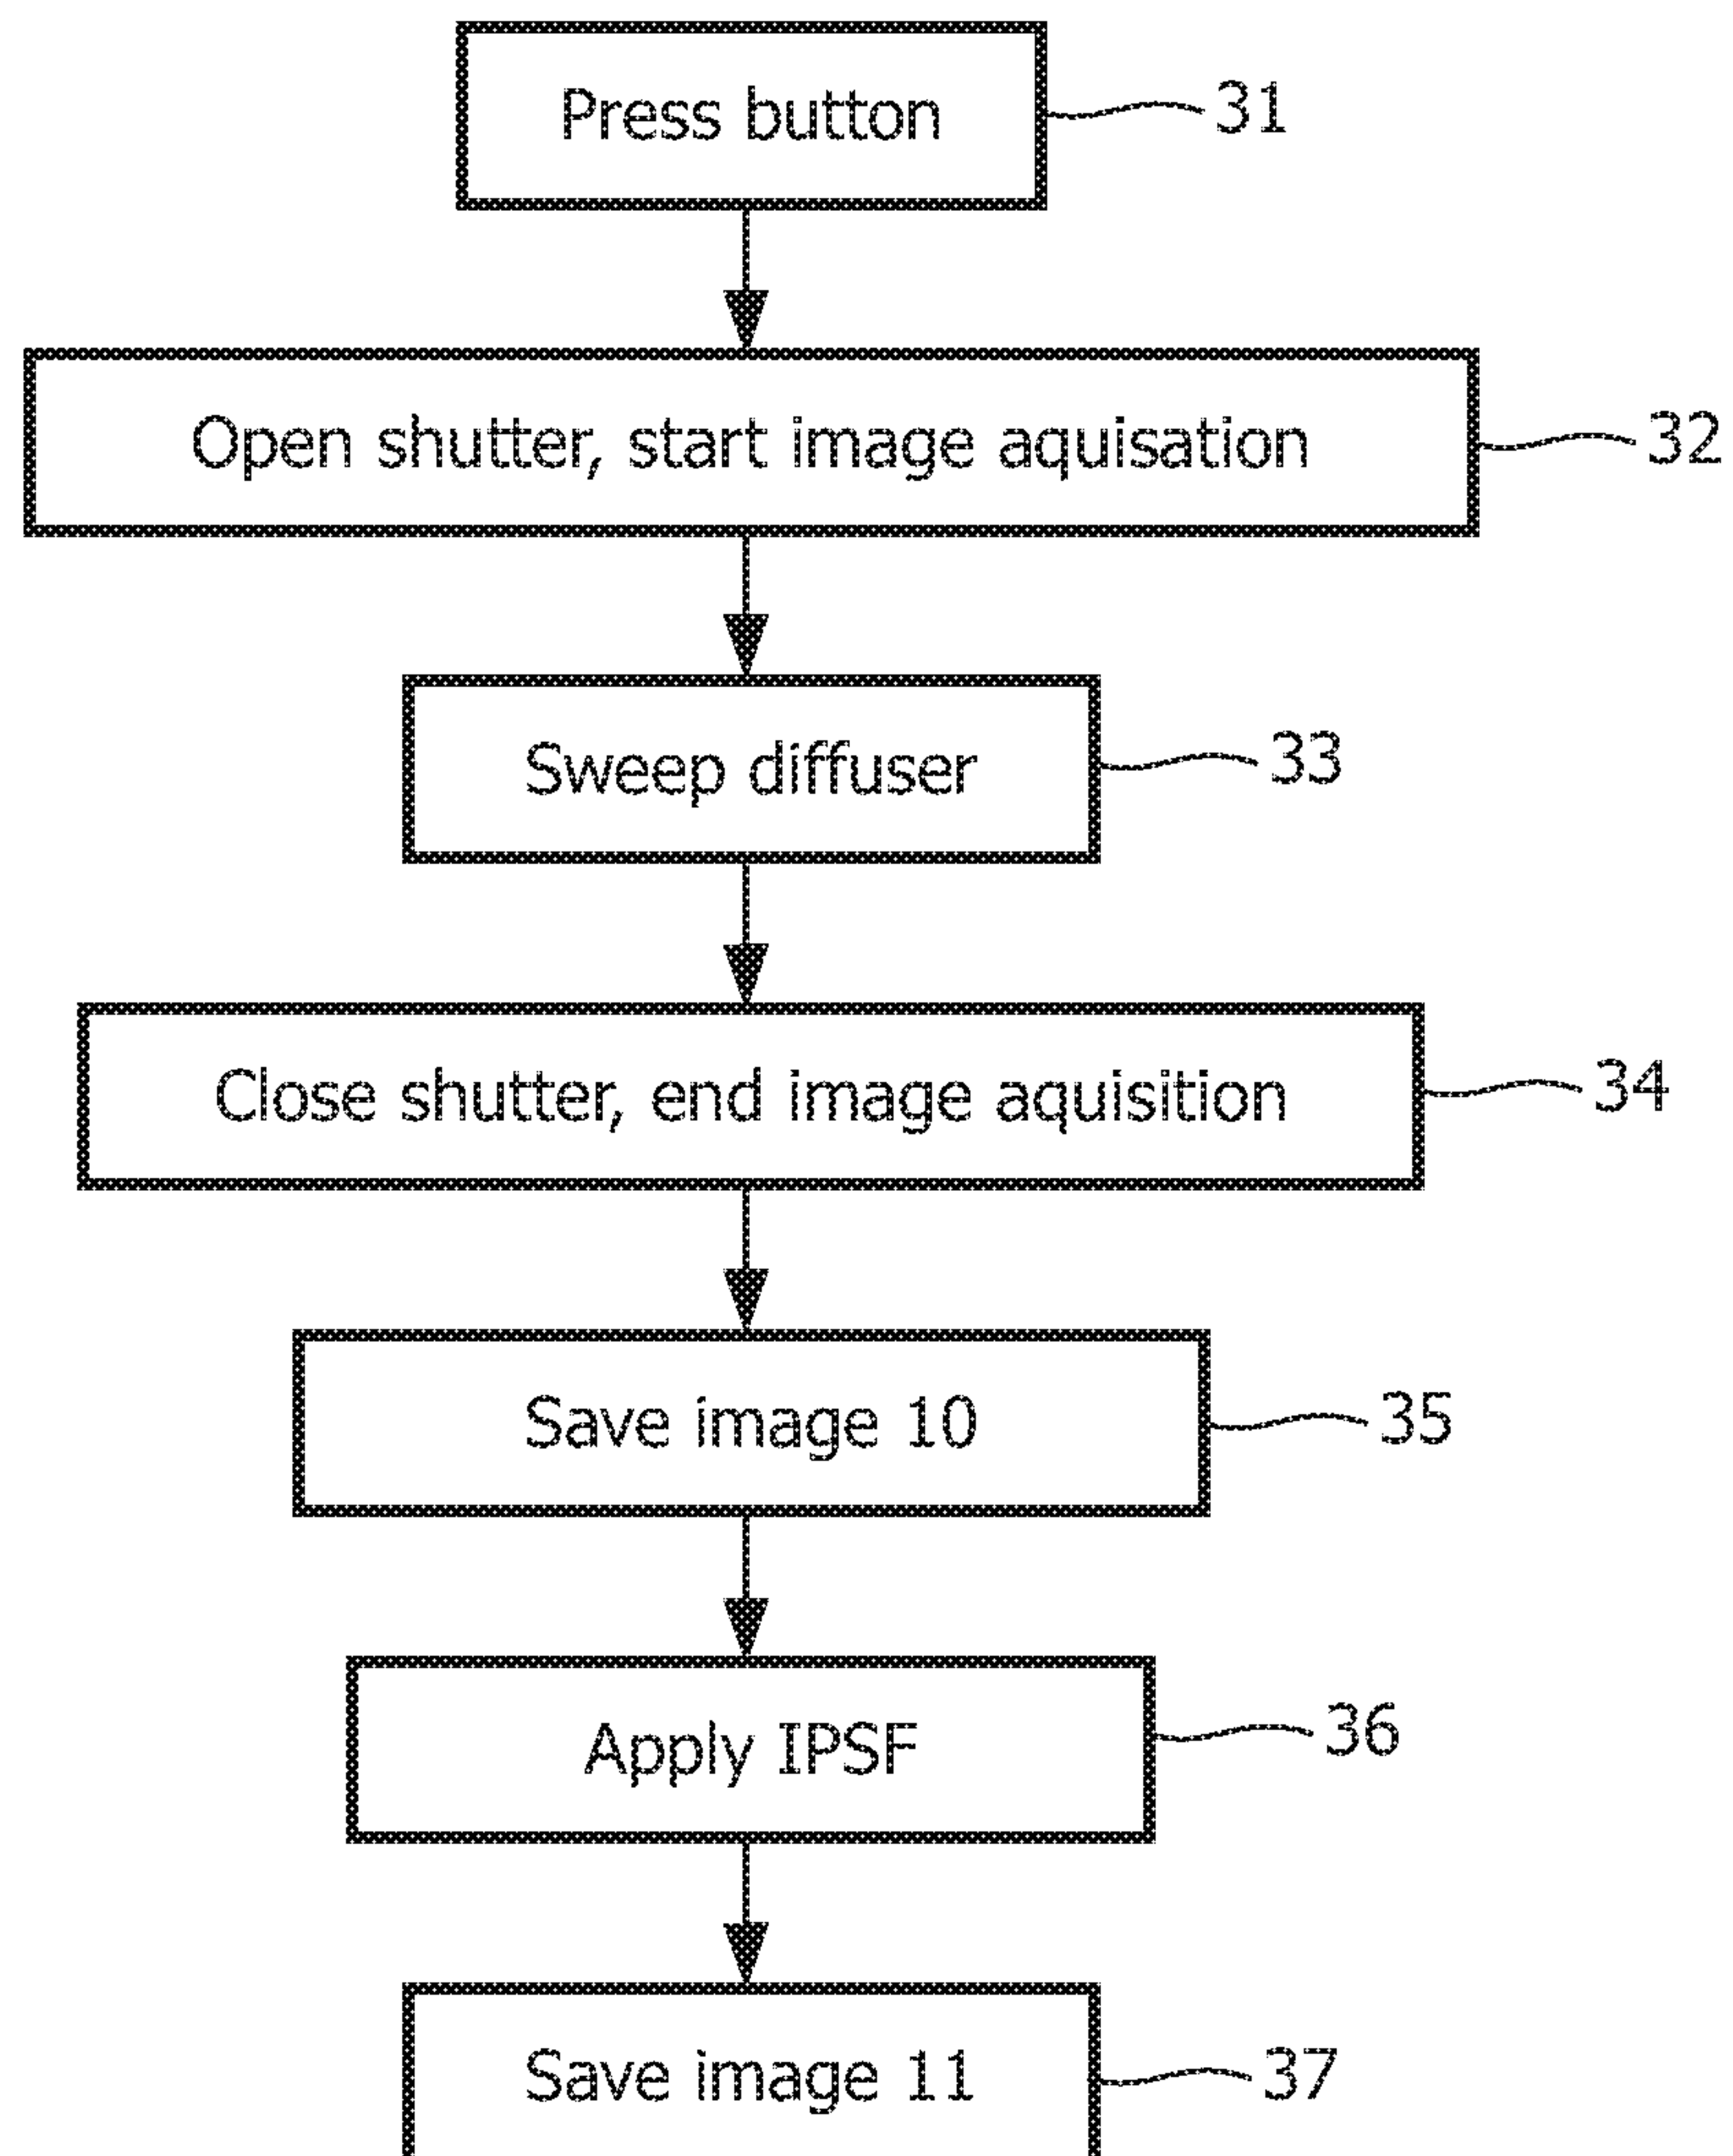 Press button 31
Open shutter, start image aquisation 32
Sweep diffuser 33
Close shutter, end image aquisition 34
Save image 10 35
Apply IPSF 36
Save image 11 37